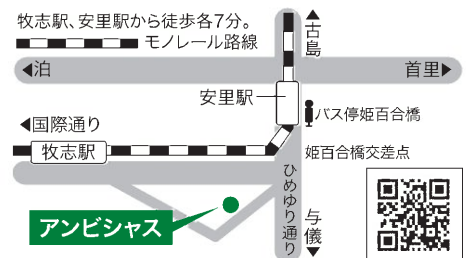 牧志駅、安里駅から徒歩各7分。
モノレール路線
▲古島
◀泊
首里▶
安里駅
バス停姫百合橋
◀国際通り
牧志駅
姫百合橋交差点
ひめゆり通り
アンビシャス
与儀▼